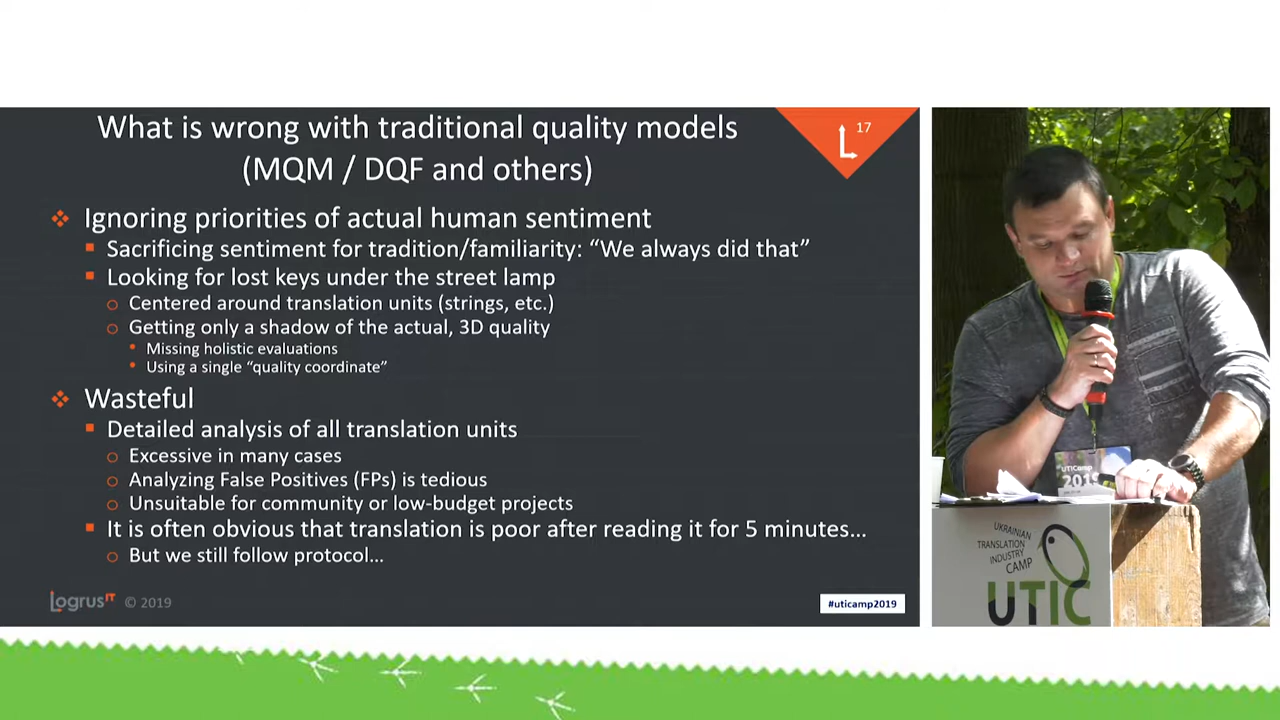 What is wrong with traditional quality models
(MQM / DQF and others)
17
Ignoring priorities of actual human sentiment
Sacrificing sentiment for tradition/familiarity: “We always did that”
Looking for lost keys under the street lamp
Centered around translation units (strings, etc.)
Getting only a shadow of the actual, 3D quality
Missing holistic evaluations
Using a single “quality coordinate”
Wasteful
Detailed analysis of all translation units
Excessive in many cases
Analyzing False Positives (FPs) is tedious
Unsuitable for community or low-budget projects
It is often obvious that translation is poor after reading it for 5 minutes…
But we still follow protocol…
Logrus IT © 2019
#uticamp2019
UTICamp
2019
UKRAINIAN
TRANSLATION
INDUSTRY
CAMP
UTIC